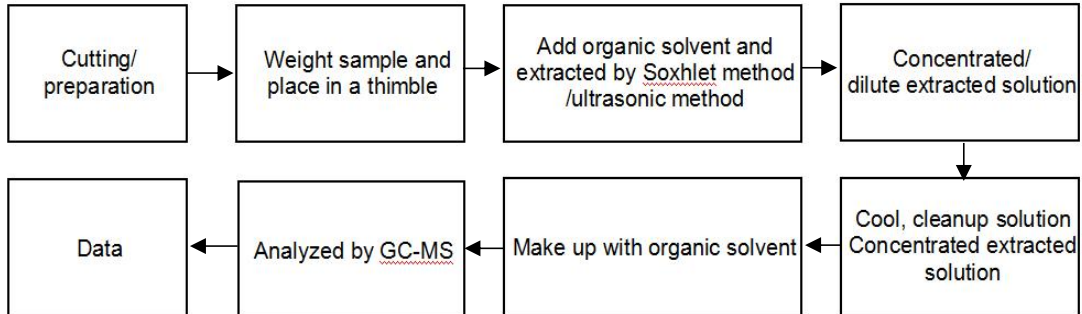 Cutting/
preparation
Weight sample and
place in a thimble
Add organic solvent and
extracted by Soxhlet method
/ultrasonic method
Concentrated/
dilute extracted solution
Cool, cleanup solution
Concentrated extracted
solution
Make up with organic solvent
Analyzed by GC-MS
Data